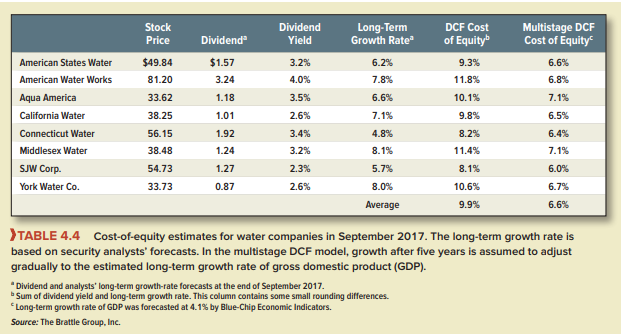 Stock Price Dividendᵃ Dividend Yield Long-Term Growth Rateᵃ DCF Cost of Equityᵇ Multistage DCF Cost of Equityᶜ
American States Water $49.84 $1.57 3.2% 6.2% 9.3% 6.6%
American Water Works 81.20 3.24 4.0% 7.8% 11.8% 6.8%
Aqua America 33.62 1.18 3.5% 6.6% 10.1% 7.1%
California Water 38.25 1.01 2.6% 7.1% 9.8% 6.5%
Connecticut Water 56.15 1.92 3.4% 4.8% 8.2% 6.4%
Middlesex Water 38.48 1.24 3.2% 8.1% 11.4% 7.1%
SJW Corp. 54.73 1.27 2.3% 5.7% 8.1% 6.0%
York Water Co. 33.73 0.87 2.6% 8.0% 10.6% 6.7%
Average 9.9% 6.6%
TABLE 4.4 Cost-of-equity estimates for water companies in September 2017. The long-term growth rate is
based on security analysts' forecasts. In the multistage DCF model, growth after five years is assumed to adjust
gradually to the estimated long-term growth rate of gross domestic product (GDP).
ᵃ Dividend and analysts' long-term growth-rate forecasts at the end of September 2017.
ᵇ Sum of dividend yield and long-term growth rate. This column contains some small rounding differences.
ᶜ Long-term growth rate of GDP was forecasted at 4.1% by Blue-Chip Economic Indicators.
Source: The Brattle Group, Inc.